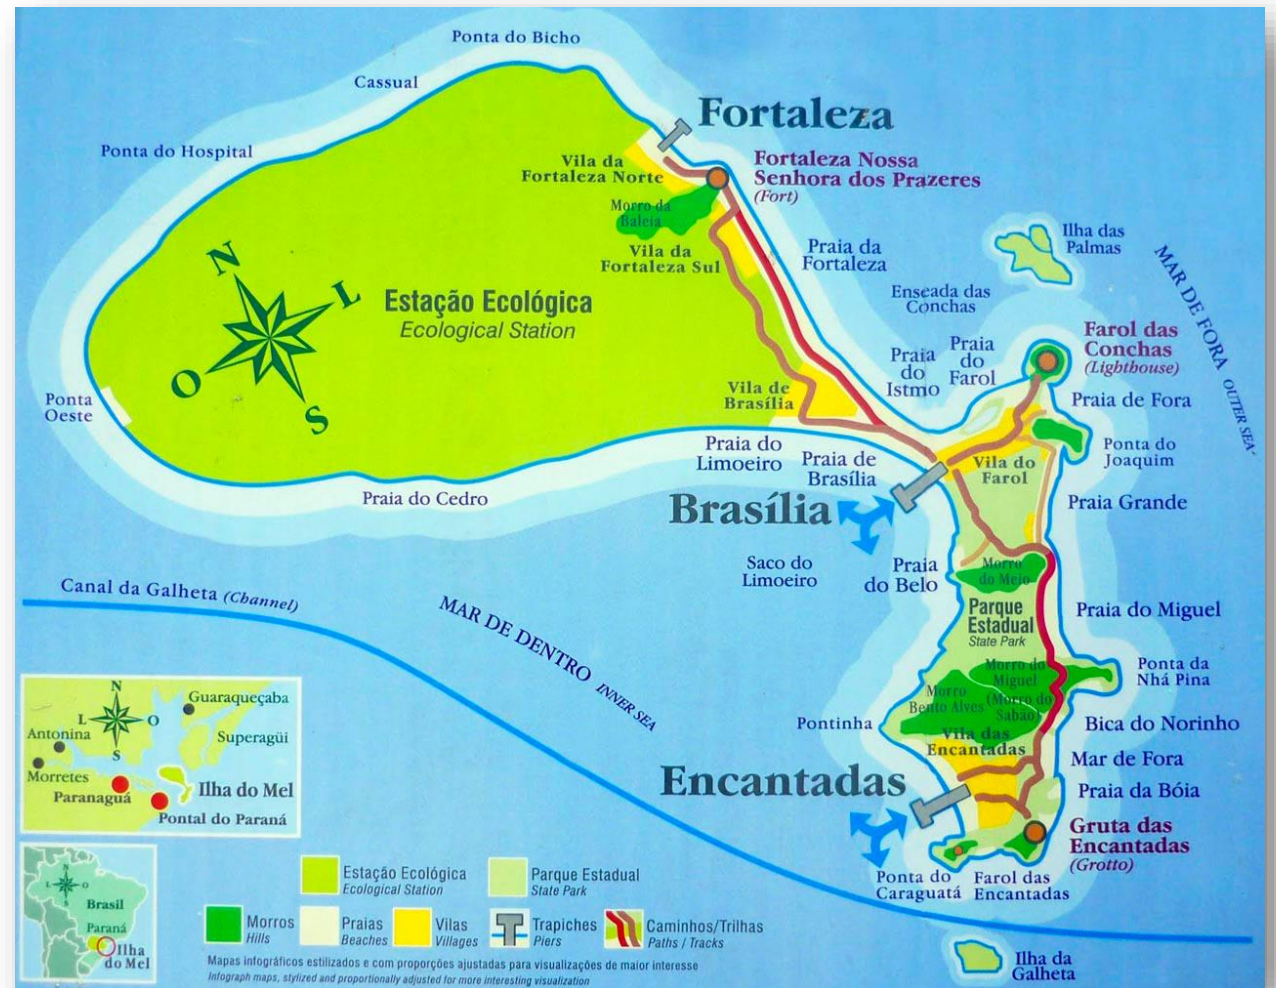 Ponta do Bicho
Cassual
Ponta do Hospital
Fortaleza
Vila da
Fortaleza Norte
Fortaleza Nossa
Senhora dos Prazeres
(Fort)
Morro da
Baleia
Vila da
Fortaleza Sul
Praia da
Fortaleza
Ilha das
Palmas
MAR DE FORA OUTER SEA
Enseada das
Conchas
N
L
O
S
Estação Ecológica
Ecological Station
Praia
do
Istmo
Praia
do
Farol
Farol das
Conchas
(Lighthouse)
Ponta
Oeste
Vila de
Brasília
Praia de Fora
Praia do
Limoeiro
Praia de
Brasília
Vila do
Farol
Ponta do
Joaquim
Praia do Cedro
Brasília
Praia Grande
Saco do
Limoeiro
Praia
do Belo
Morro
do Meio
Canal da Galheta (Channel)
MAR DE DENTRO INNER SEA
Parque
Estadual
State Park
Praia do Miguel
Morro do
Miguel
(Morro do
Sabão)
Ponta da
Nhá Pina
Morro
Bento Alves
Pontinha
Bica do Norinho
Vila das
Encantadas
Mar de Fora
Encantadas
Praia da Bóia
Gruta das
Encantadas
(Grotto)
Ponta do
Caraguatá
Farol das
Encantadas
Ilha da
Galheta
N
L
O
S
Guaraqueçaba
Antonina
Superagüi
Morretes
Paranaguá
Ilha do Mel
Pontal do Paraná
N
L
O
S
Brasil
Paraná
Ilha
do Mel
Estação Ecológica
Ecological Station
Parque Estadual
State Park
Morros
Hills
Praias
Beaches
Vilas
Villages
Trapiches
Piers
Caminhos/Trilhas
Paths / Tracks
Mapas infográficos estilizados e com proporções ajustadas para visualizações de maior interesse
Infograph maps, stylized and proportionally adjusted for more interesting visualization